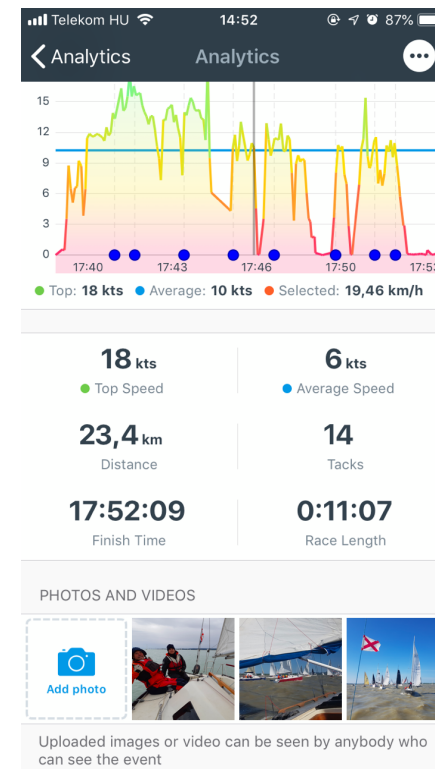 Telekom HU 14:52 87%
Analytics Analytics
15
12
9
6
3
0
17:40 17:43 17:46 17:50
Top: 18 kts Average: 10 kts Selected: 19,46 km/h
18 kts 6 kts
Top Speed Average Speed
23,4 km 14
Distance Tacks
17:52:09 0:11:07
Finish Time Race Length
PHOTOS AND VIDEOS
Add photo
Uploaded images or video can be seen by anybody who
can see the event